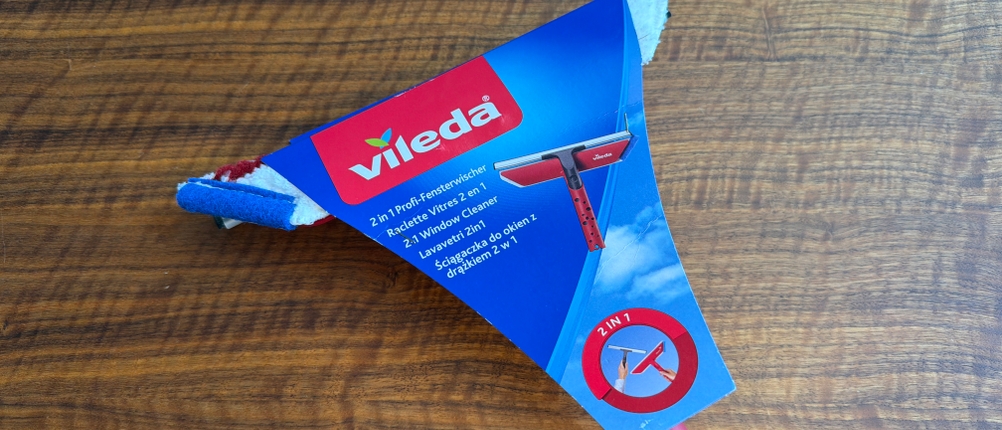 vileda®
2 in 1 Profi-Fensterwischer
Raclette Vitres 2 en 1
2:1 Window Cleaner
Lavavetri 2in1
Ściągaczka do okien z
drążkiem 2 w 1
vileda
2 IN 1